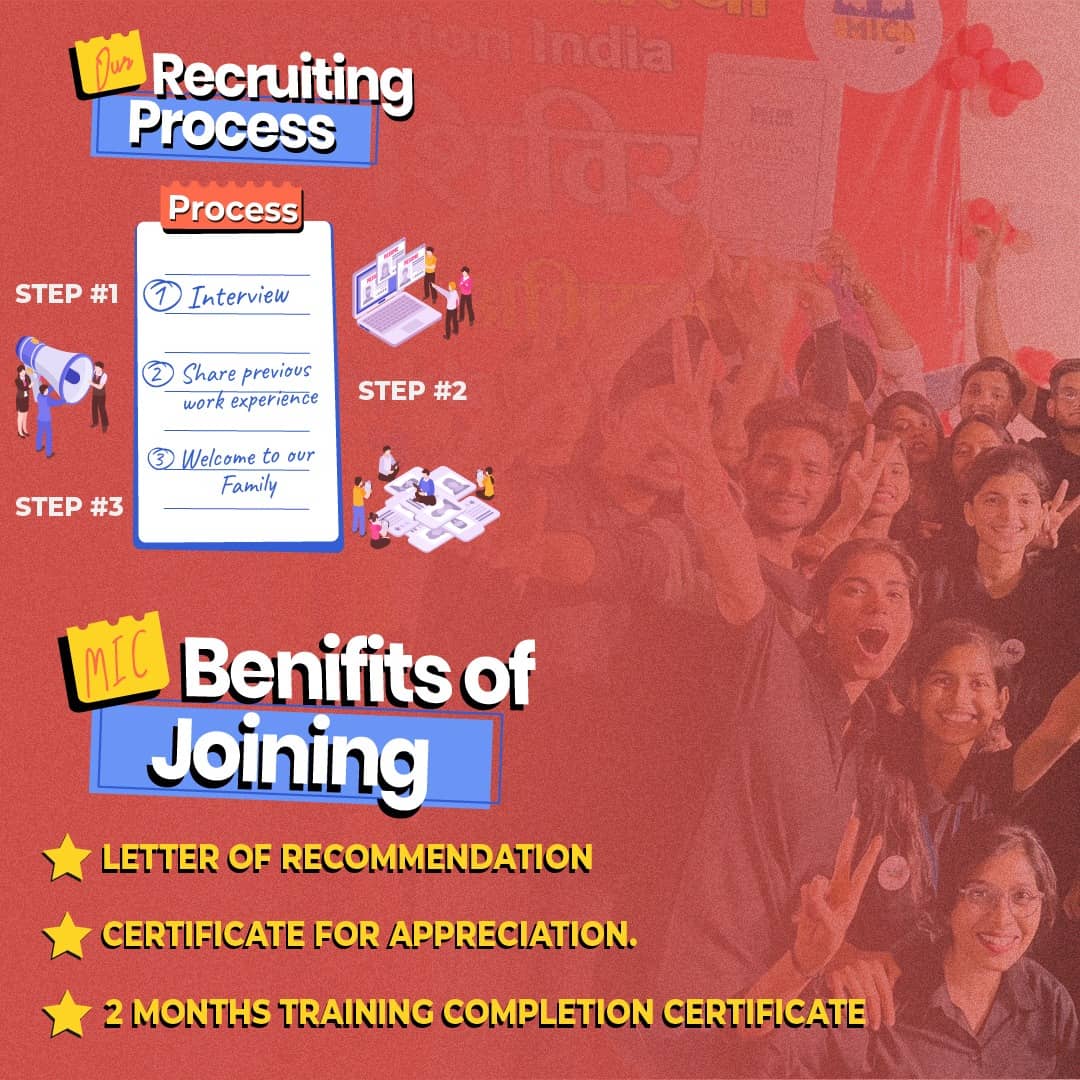 Our
Recruiting
Process
Process
STEP #1
1 Interview
2 Share previous
work experience
STEP #2
3 Welcome to our
Family
STEP #3
MIC
Benifits of
Joining
LETTER OF RECOMMENDATION
CERTIFICATE FOR APPRECIATION.
2 MONTHS TRAINING COMPLETION CERTIFICATE
India
शिविर